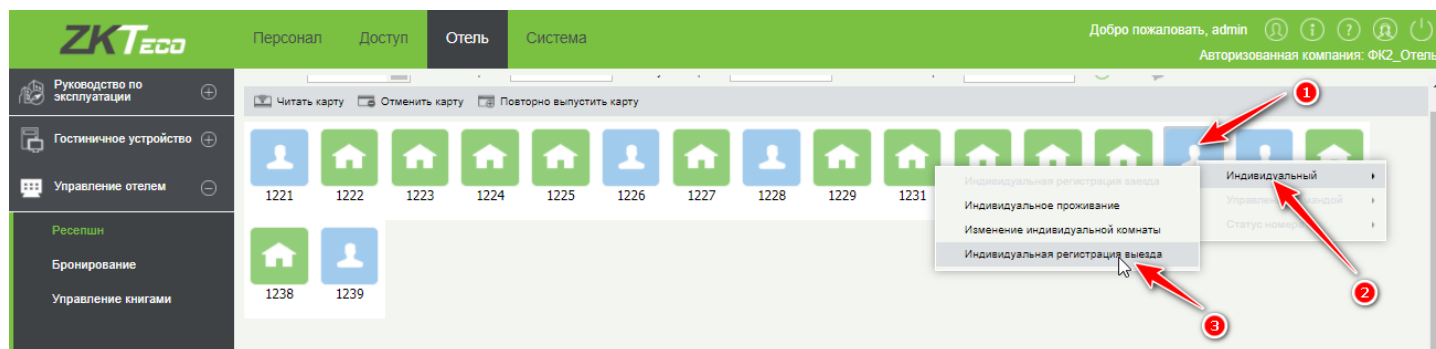 ZKTECO
Персонал
Доступ
Отель
Система
Добро пожаловать, admin
Авторизованная компания: ФК2_Отель
Руководство по
эксплуатации
Гостиничное устройство
Управление отелем
Ресепшн
Бронирование
Управление книгами
Читать карту
Отменить карту
Повторно выпустить карту
1221
1222
1223
1224
1225
1226
1227
1228
1229
1231
Индивидуальная регистрация ваезда
Индивидуальное проживание
Изменение индивидуальной комнаты
Индивидуальная регистрация выезда
Индивидуальный
Управление командой
Статус номера
1
2
3
1238
1239